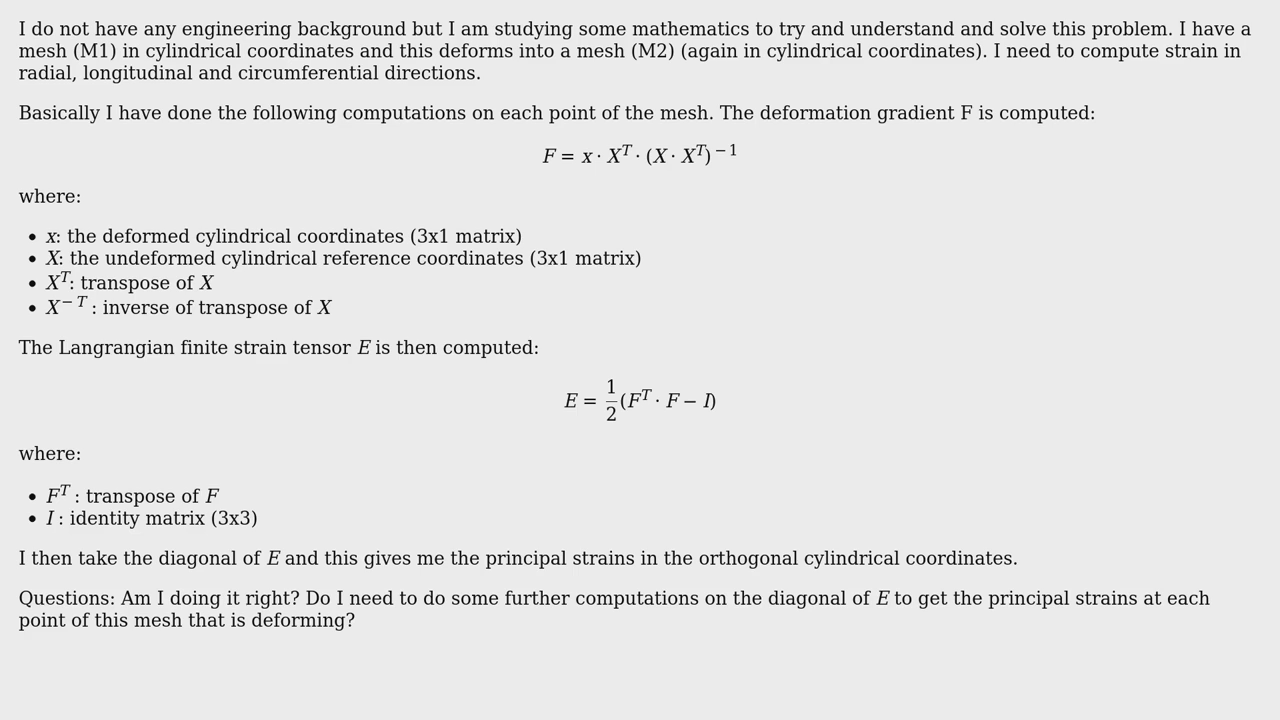 I do not have any engineering background but I am studying some mathematics to try and understand and solve this problem. I have a
mesh (M1) in cylindrical coordinates and this deforms into a mesh (M2) (again in cylindrical coordinates). I need to compute strain in
radial, longitudinal and circumferential directions.
Basically I have done the following computations on each point of the mesh. The deformation gradient F is computed:
F = x · X^T · (X · X^T)^{−1}
where:
• x: the deformed cylindrical coordinates (3x1 matrix)
• X: the undeformed cylindrical reference coordinates (3x1 matrix)
• X^T: transpose of X
• X^{−T} : inverse of transpose of X
The Langrangian finite strain tensor E is then computed:
E = \frac{1}{2}(F^T · F − I)
where:
• F^T : transpose of F
• I : identity matrix (3x3)
I then take the diagonal of E and this gives me the principal strains in the orthogonal cylindrical coordinates.
Questions: Am I doing it right? Do I need to do some further computations on the diagonal of E to get the principal strains at each
point of this mesh that is deforming?